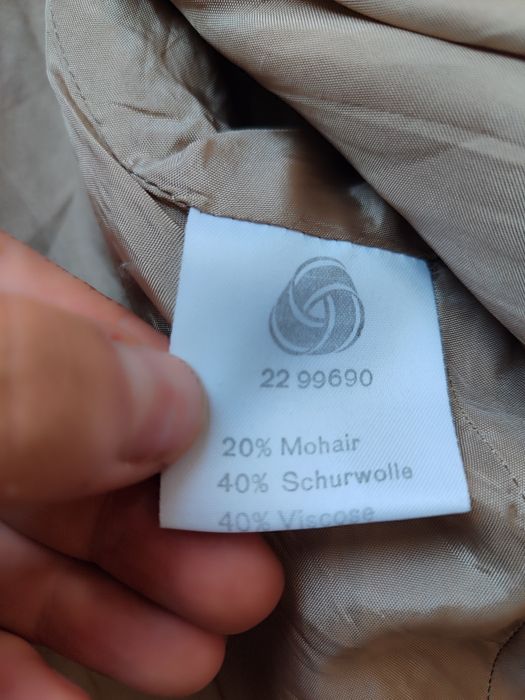 22 99690
20% Mohair
40% Schurwolle
40% Viscose